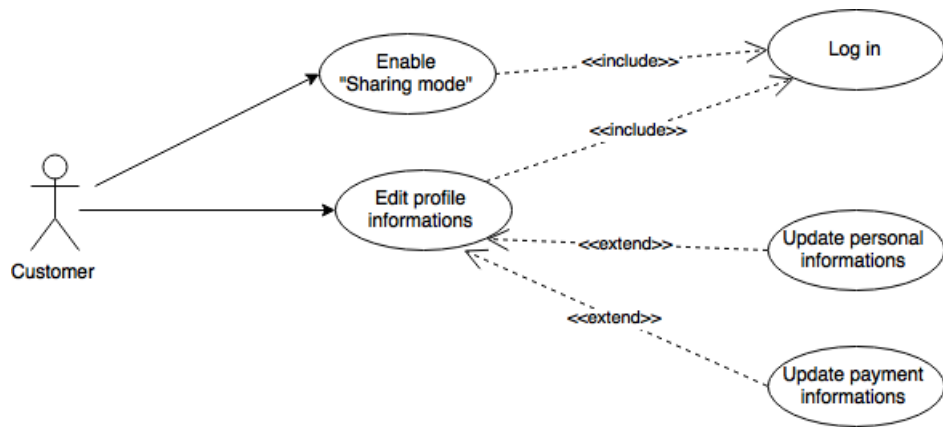 Enable
"Sharing mode"
<<include>>
Log in
<<include>>
Edit profile
informations
Customer
<<extend>>
Update personal
informations
<<extend>>
Update payment
informations